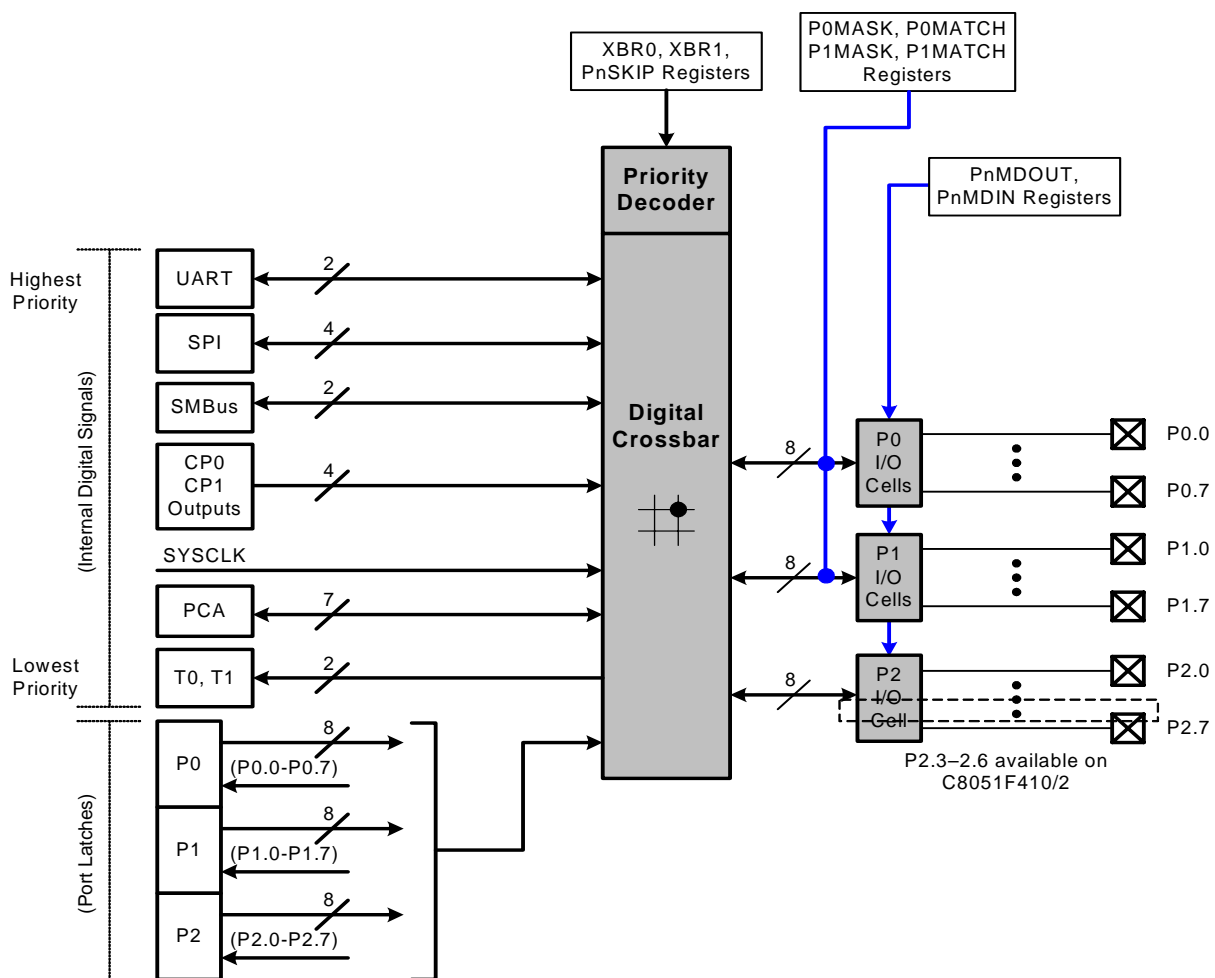 XBR0, XBR1,
PnSKIP Registers
P0MASK, P0MATCH
P1MASK, P1MATCH
Registers
PnMDOUT,
PnMDIN Registers
Priority
Decoder
Digital
Crossbar
Highest
Priority
Lowest
Priority
(Internal Digital Signals)
(Port Latches)
UART
2
SPI
4
SMBus
2
CP0
CP1
Outputs
4
SYSCLK
PCA
7
T0, T1
2
P0
8
(P0.0-P0.7)
P1
8
(P1.0-P1.7)
P2
8
(P2.0-P2.7)
8
P0
I/O
Cells
P0.0
P0.7
8
P1
I/O
Cells
P1.0
P1.7
8
P2
I/O
Cell
P2.0
P2.7
P2.3–2.6 available on
C8051F410/2